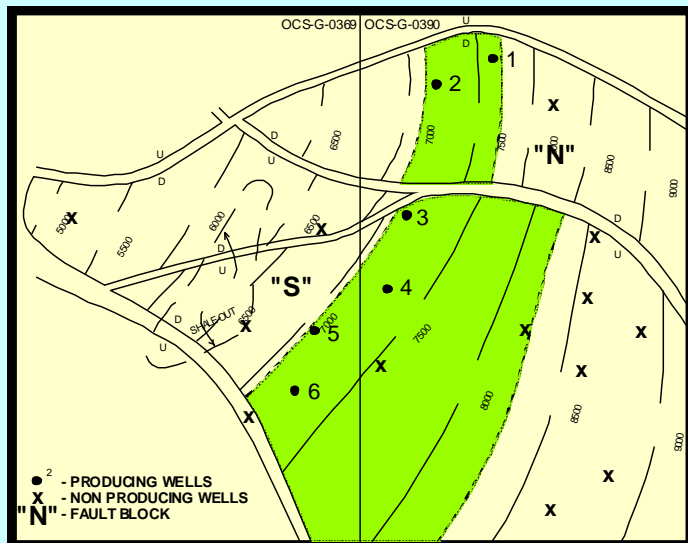 OCS-G-0369 OCS-G-0390
U
D
1
2
X
"N"
6500
7000
7500
8500
9000
D
U
U
D
X
5000
5500
6000
6500
X
D
U
3
D
U
X
"S"
4
X
SHALE-OUT
6500
D
U
X
5
7000
7500
X
X
X
X
6
8000
8500
9000
X
X
X
2 - PRODUCING WELLS
X - NON PRODUCING WELLS
"N" - FAULT BLOCK